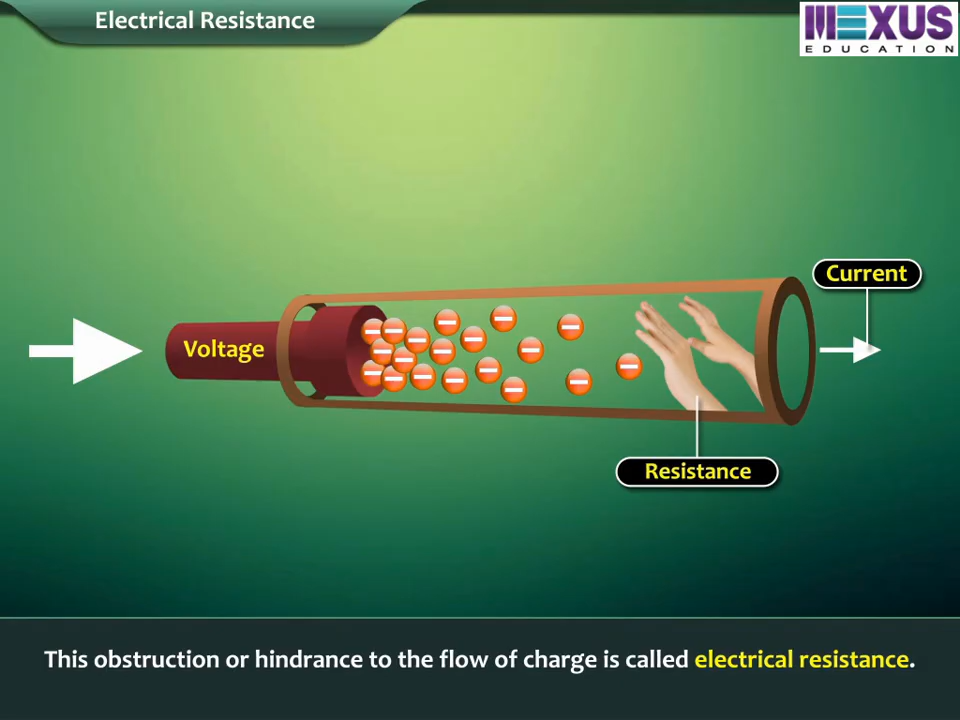 Electrical Resistance
MEXUS
EDUCATION
Current
Voltage
Resistance
This obstruction or hindrance to the flow of charge is called electrical resistance.